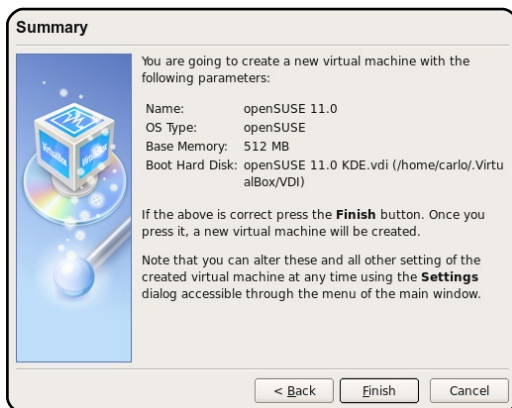 Summary
You are going to create a new virtual machine with the
following parameters:
Name: openSUSE 11.0
OS Type: openSUSE
Base Memory: 512 MB
Boot Hard Disk: openSUSE 11.0 KDE.vdi (/home/carlo/.Virtu
alBox/VDI)
If the above is correct press the Finish button. Once you
press it, a new virtual machine will be created.
Note that you can alter these and all other setting of the
created virtual machine at any time using the Settings
dialog accessible through the menu of the main window.
VirtualBox VirtualBox
< Back Finish Cancel